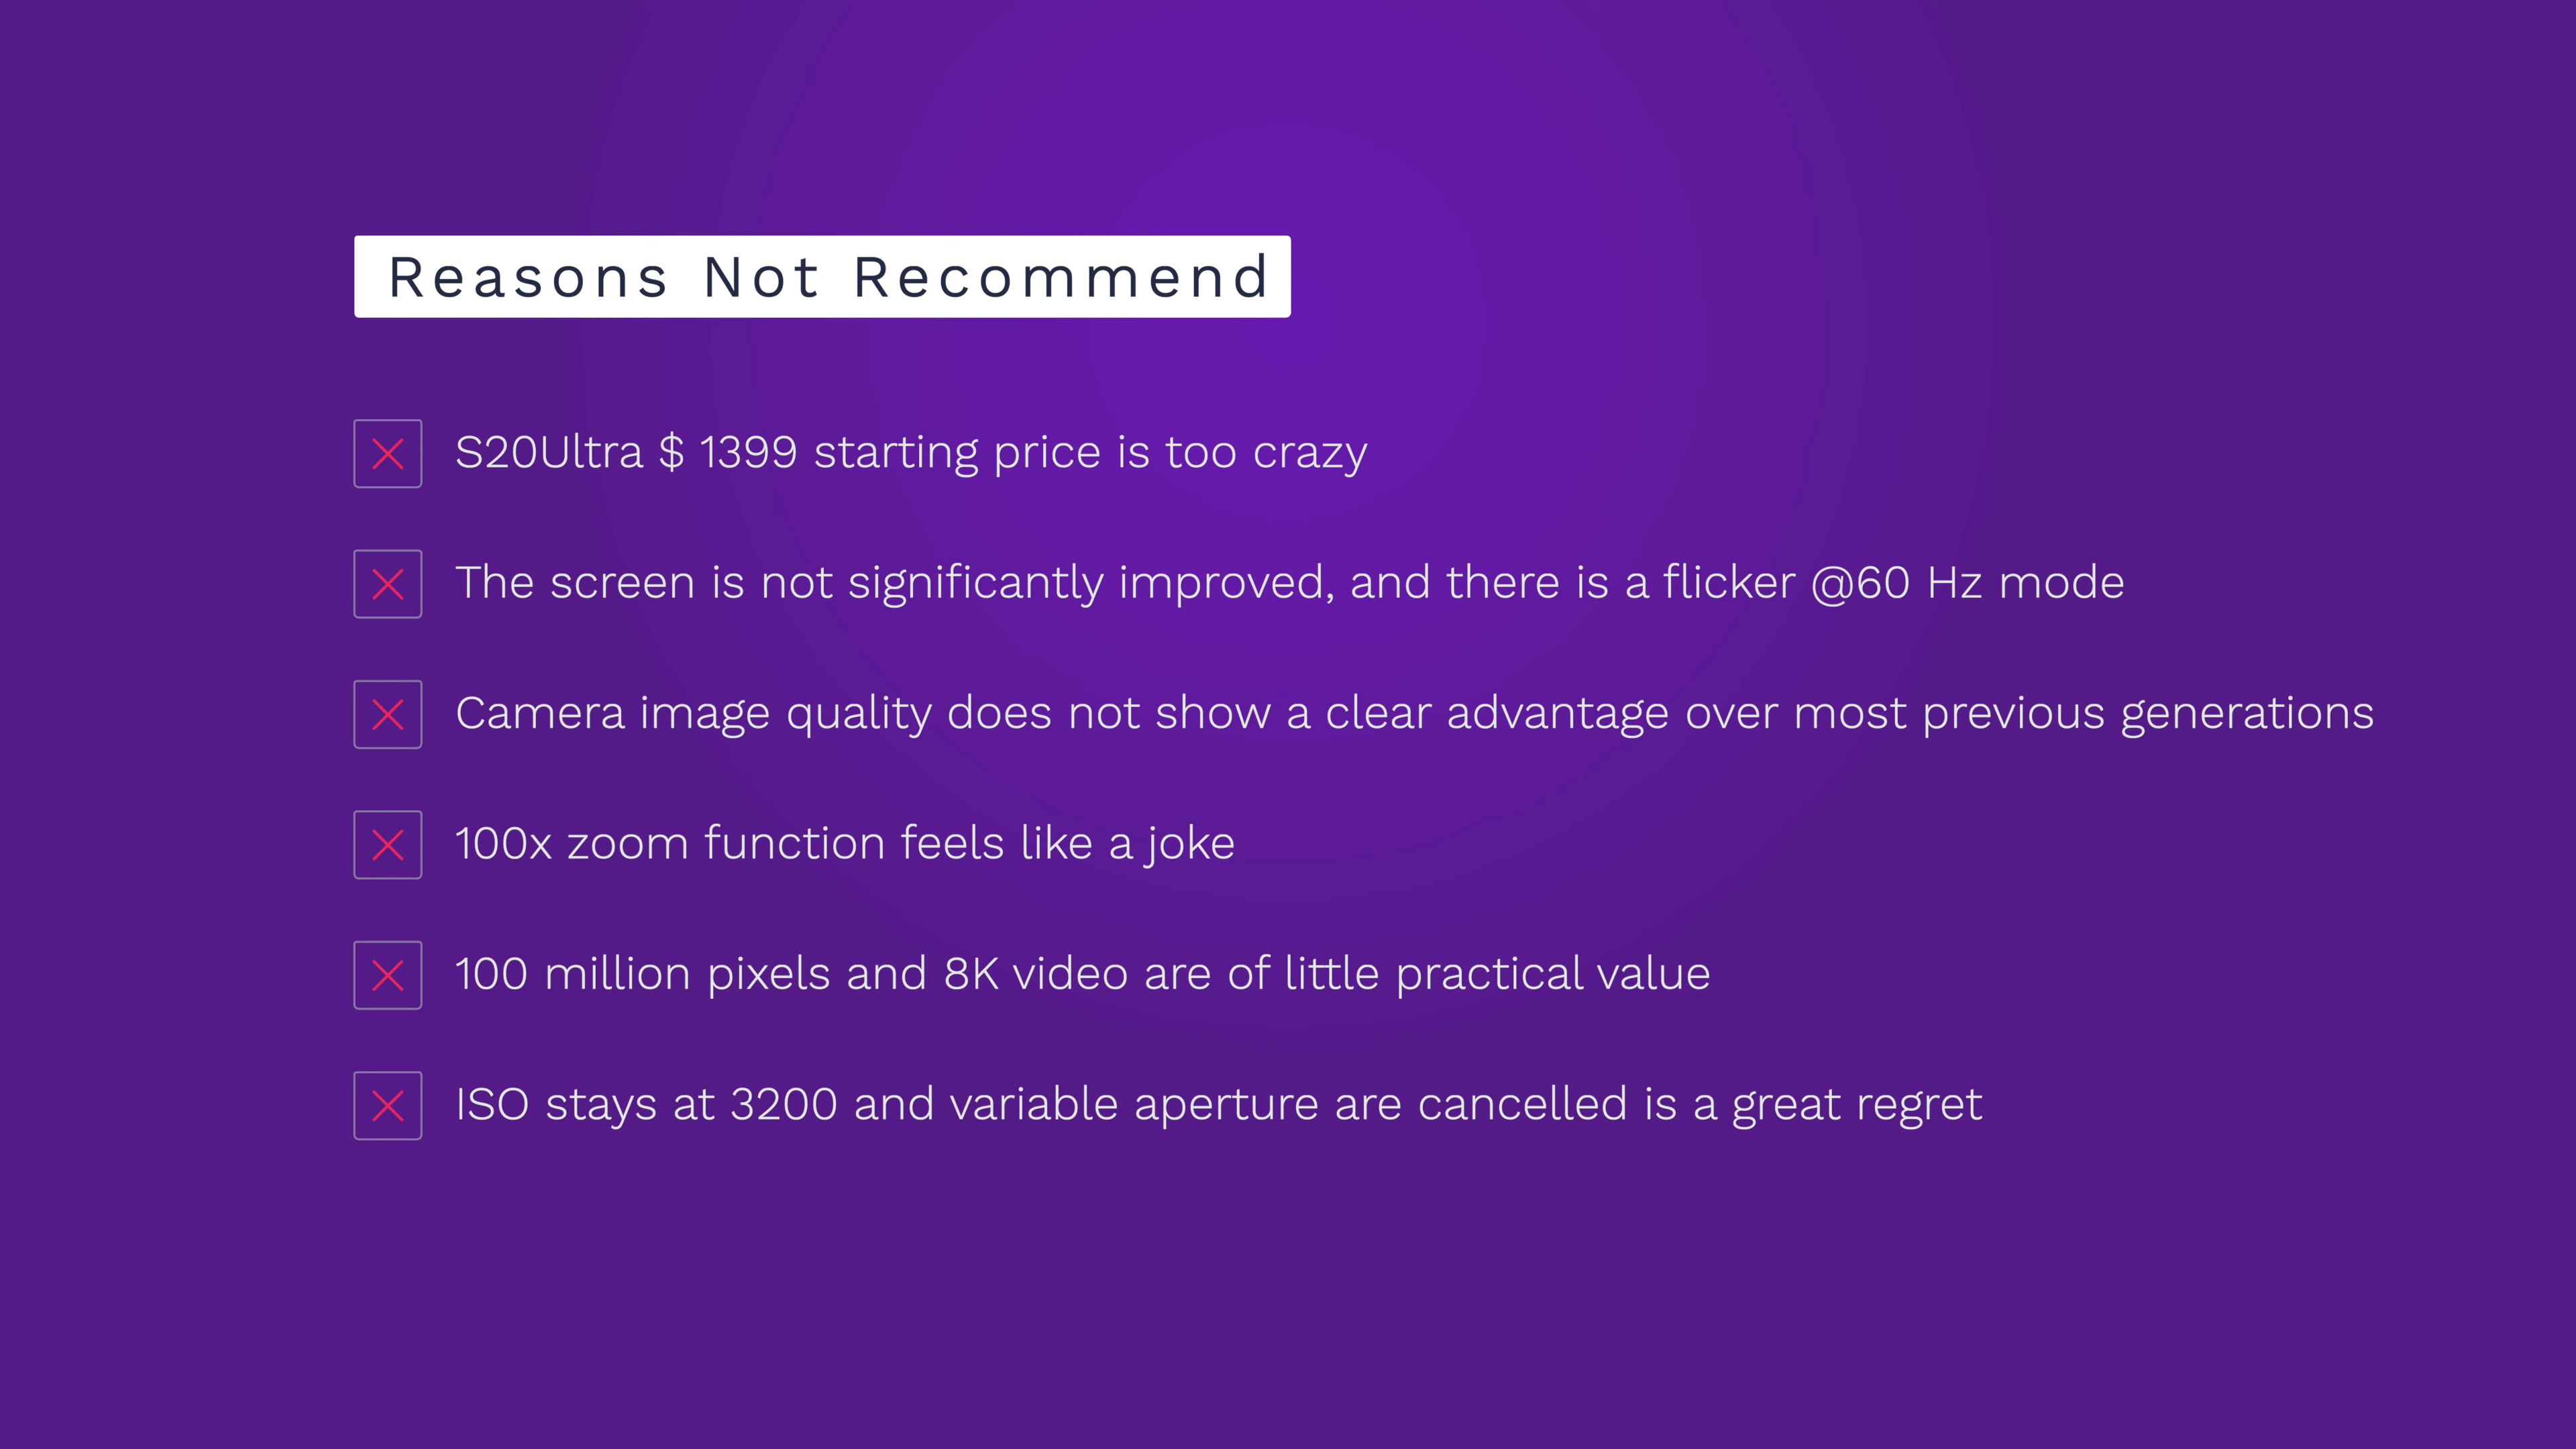 Reasons Not Recommend
S20Ultra $ 1399 starting price is too crazy
The screen is not significantly improved, and there is a flicker @60 Hz mode
Camera image quality does not show a clear advantage over most previous generations
100x zoom function feels like a joke
100 million pixels and 8K video are of little practical value
ISO stays at 3200 and variable aperture are cancelled is a great regret